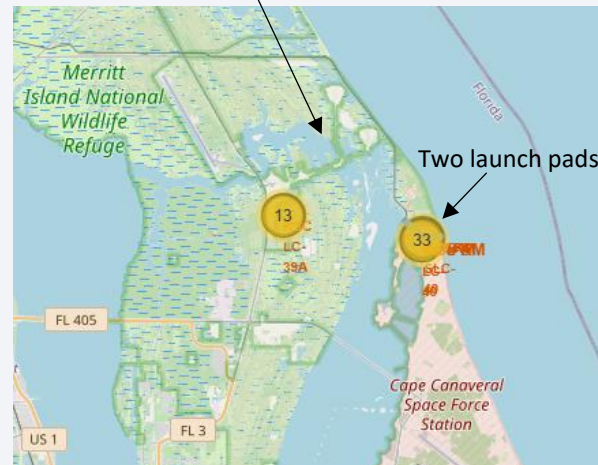 Merritt
Island National
Wildlife
Refuge
Florida
Two launch pads
13
33
LC-
39A
40
FL 405
Cape Canaveral
Space Force
Station
FL 3
US 1